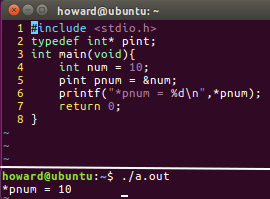 howard@ubuntu: ~
1 #include <stdio.h>
2 typedef int* pint;
3 int main(void){
4     int num = 10;
5     pint pnum = &num;
6     printf("*pnum = %d\n",*pnum);
7     return 0;
8 }
~
~
howard@ubuntu:~$ ./a.out
*pnum = 10